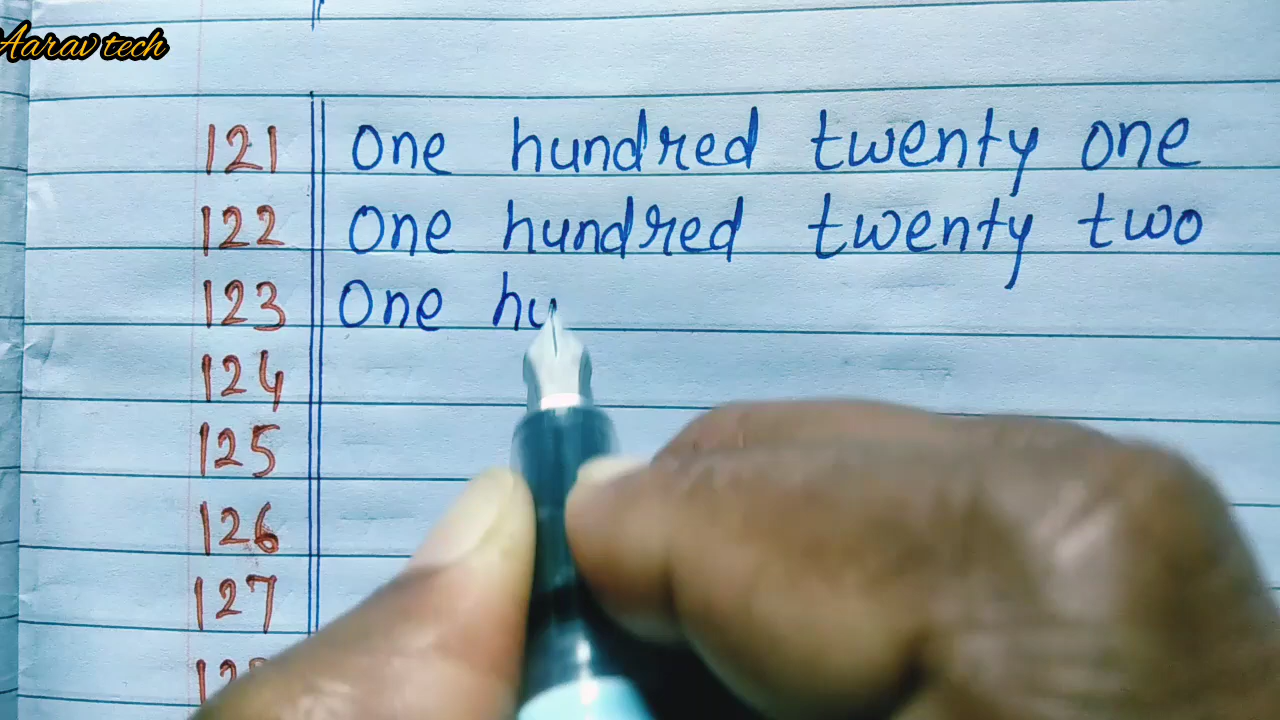 Aarav tech
121 One hundred twenty one
122 One hundred twenty two
123 One hu
124
125
126
127